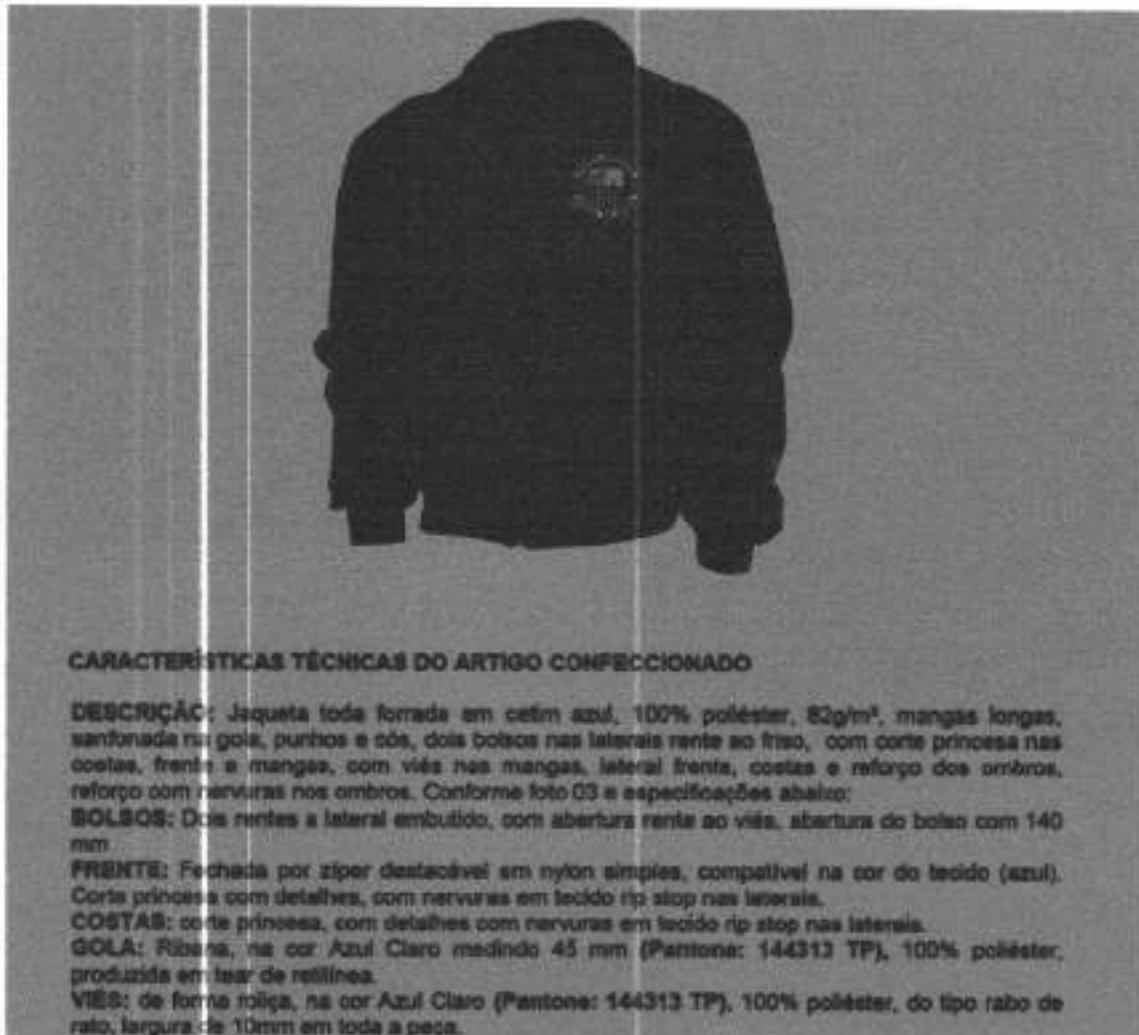 CARACTERÍSTICAS TÉCNICAS DO ARTIGO CONFECCIONADO
DESCRIÇÃO: Jaqueta toda forrada em cetim azul, 100% poliéster, 82g/m², mangas longas,
sanfonada na gola, punhos e cós, dois bolsos nas laterais rente ao friso, com corte princesa nas
costas, frente e mangas, com viés nas mangas, lateral frente, costas e reforço dos ombros,
reforço com nervuras nos ombros. Conforme foto 03 e especificações abaixo:
BOLSOS: Dois rentes a lateral embutido, com abertura rente ao viés, abertura do bolso com 140
mm
FRENTE: Fechada por zíper destacável em nylon simples, compatível na cor do tecido (azul).
Corte princesa com detalhes, com nervuras em tecido rip stop nas laterais.
COSTAS: corte princesa, com detalhes com nervuras em tecido rip stop nas laterais.
GOLA: Ribana, na cor Azul Claro medindo 45 mm (Pantone: 144313 TP), 100% poliéster,
produzida em tear de retilínea.
VIÉS: de forma roliça, na cor Azul Claro (Pantone: 144313 TP), 100% poliéster, do tipo rabo de
rato, largura de 10mm em toda a peça.